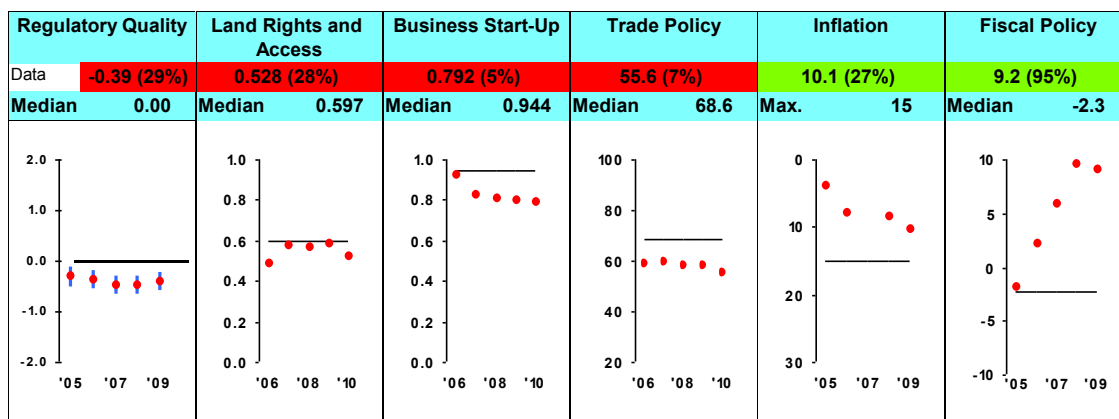 Regulatory Quality
Data -0.39 (29%)
Median 0.00
2.0
1.0
0.0
-1.0
-2.0
'05 '07 '09
Land Rights and
Access
0.528 (28%)
Median 0.597
1.0
0.8
0.6
0.4
0.2
0.0
'06 '08 '10
Business Start-Up
0.792 (5%)
Median 0.944
1.0
0.8
0.6
0.4
0.2
0.0
'06 '08 '10
Trade Policy
55.6 (7%)
Median 68.6
100
80
60
40
20
'06 '08 '10
Inflation
10.1 (27%)
Max. 15
0
10
20
30
'05 '07 '09
Fiscal Policy
9.2 (95%)
Median -2.3
10
5
0
-5
-10
'05 '07 '09